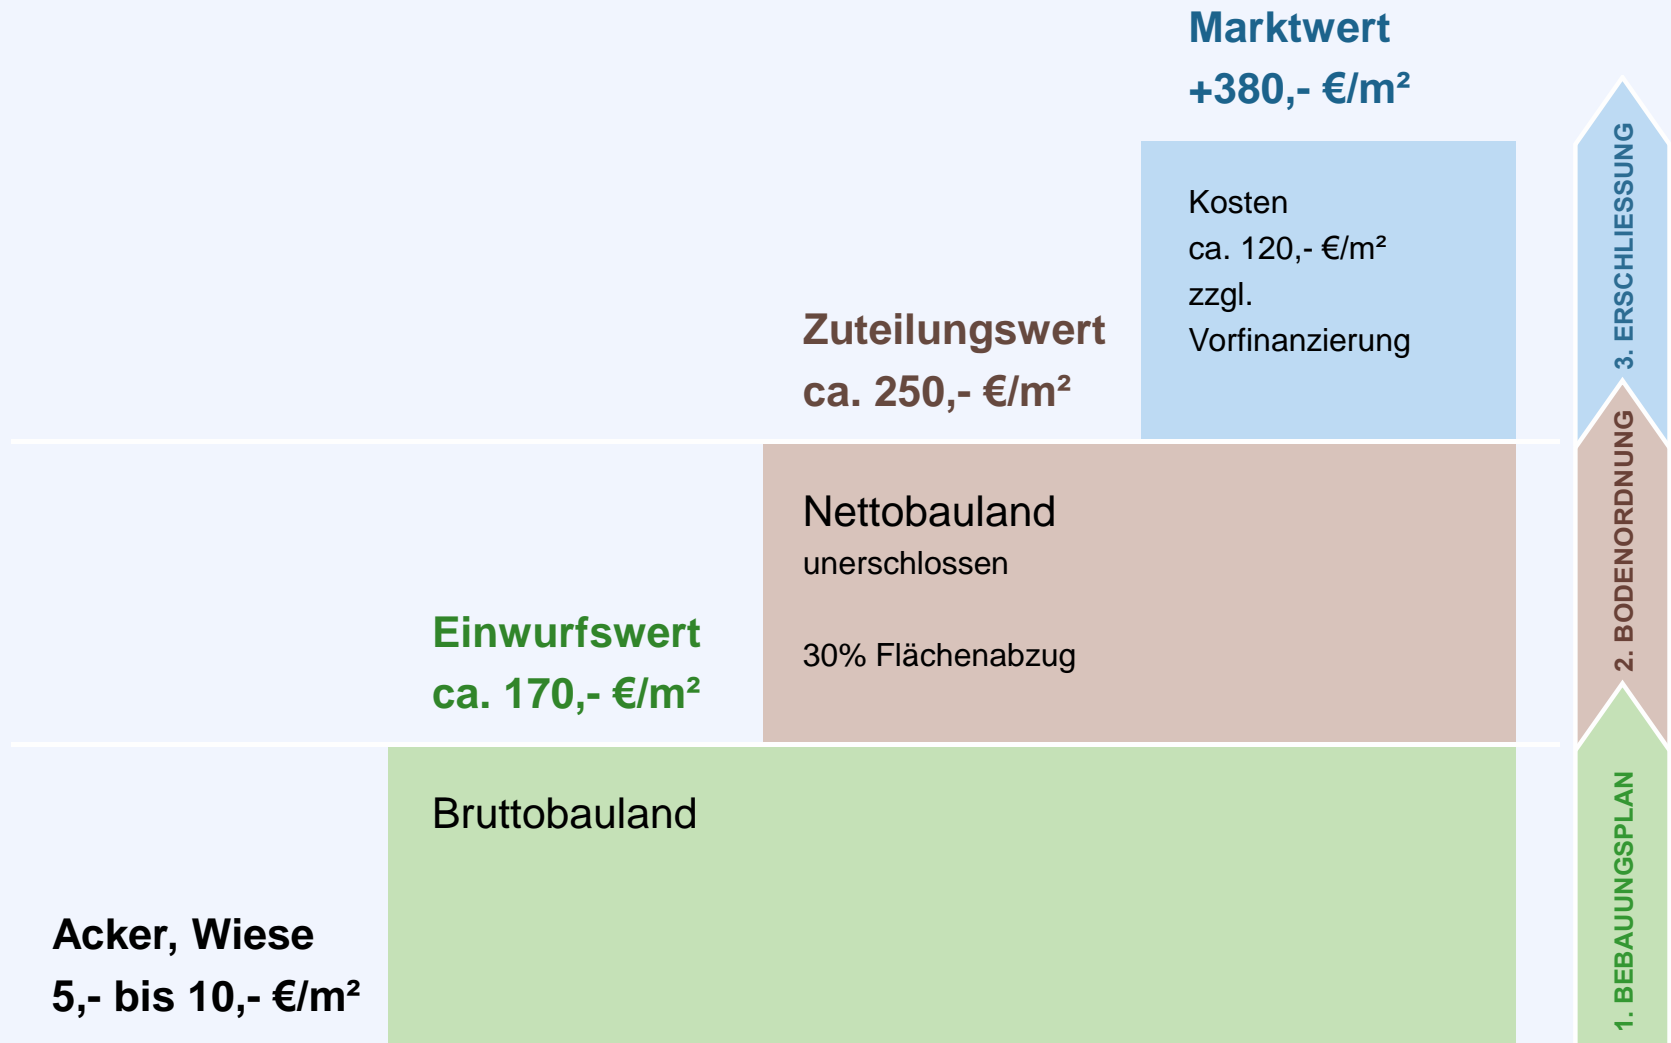 Marktwert
+380,- €/m²
Kosten
ca. 120,- €/m²
zzgl.
Vorfinanzierung
Zuteilungswert
ca. 250,- €/m²
Nettobauland
unerschlossen
30% Flächenabzug
Einwurfswert
ca. 170,- €/m²
Bruttobauland
Acker, Wiese
5,- bis 10,- €/m²
3. ERSCHLIESSUNG
2. BODENORDNUNG
1. BEBAUUNGSPLAN